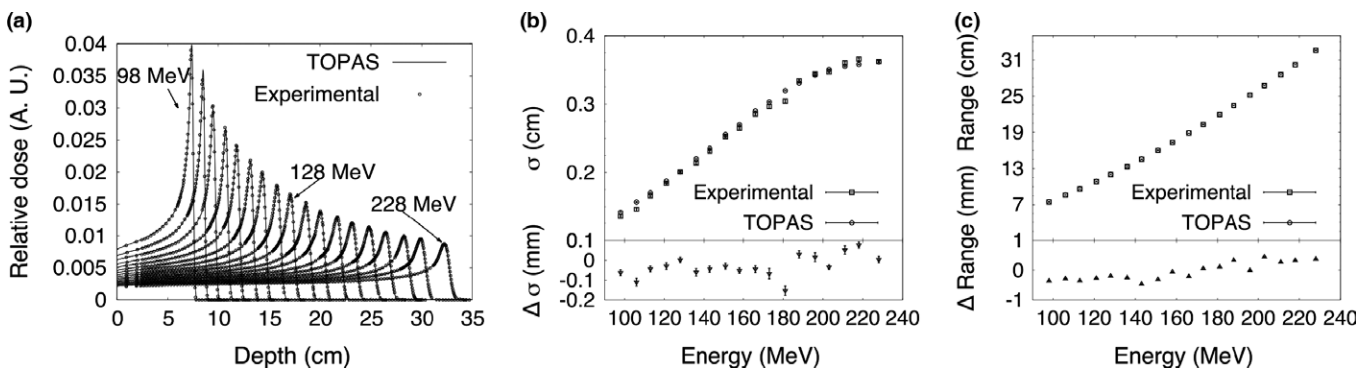 (a)
Relative dose (A. U.)
0.04
0.035
0.03
0.025
0.02
0.015
0.01
0.005
0
98 MeV
TOPAS
Experimental
128 MeV
228 MeV
0 5 10 15 20 25 30 35
Depth (cm)
(b)
σ (cm)
0.4
0.3
0.2
Experimental
TOPAS
Δ σ (mm)
0.1
0
-0.1
-0.2
100 120 140 160 180 200 220 240
Energy (MeV)
(c)
Range (cm)
31
25
19
13
7
Experimental
TOPAS
Δ Range (mm)
1
0
-1
100 120 140 160 180 200 220 240
Energy (MeV)